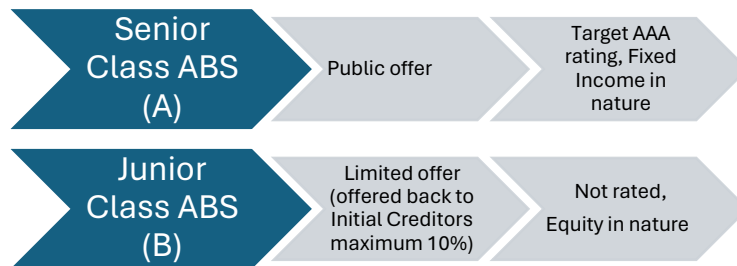 Senior
Class ABS
(A)
Public offer
Target AAA
rating, Fixed
Income in
nature
Junior
Class ABS
(B)
Limited offer
(offered back to
Initial Creditors
maximum 10%)
Not rated,
Equity in nature